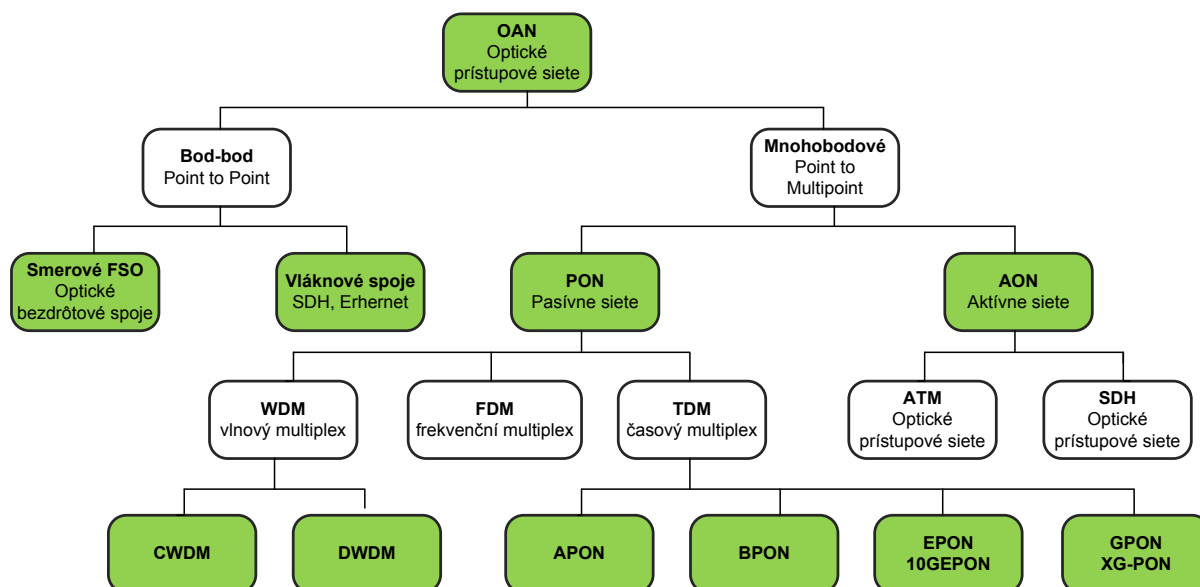 OAN
Optické
prístupové siete
Bod-bod
Point to Point
Mnohobodové
Point to
Multipoint
Smerové FSO
Optické
bezdrôtové spoje
Vláknové spoje
SDH, Erhernet
PON
Pasívne siete
AON
Aktívne siete
WDM
vlnový multiplex
FDM
frekvenční multiplex
TDM
časový multiplex
ATM
Optické
prístupové siete
SDH
Optické
prístupové siete
CWDM
DWDM
APON
BPON
EPON
10GEPON
GPON
XG-PON